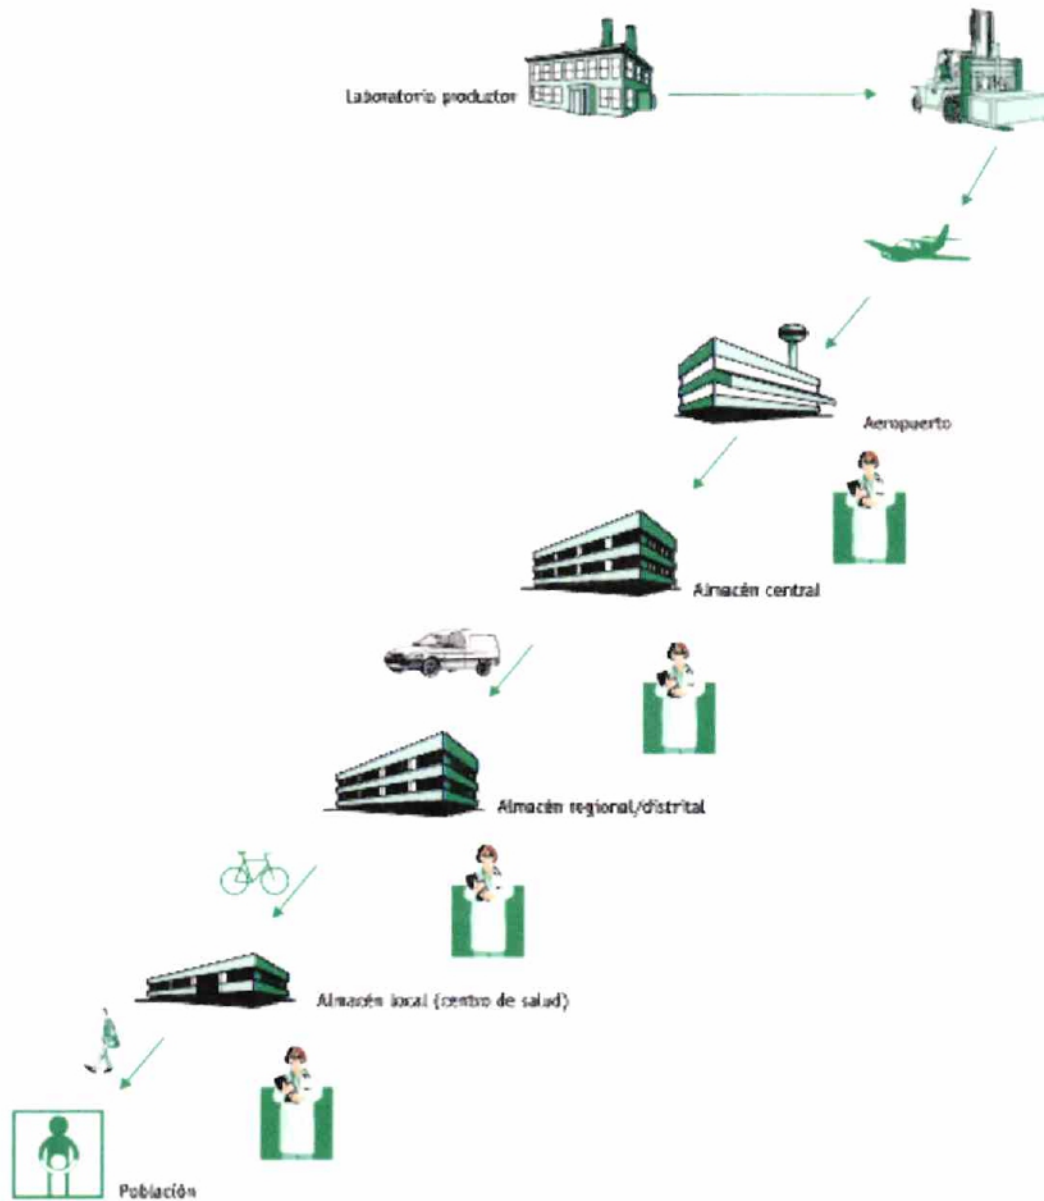 Laboratorio productor
Aeropuerto
Almacén central
Almacén regional/distrital
Almacén local (centro de salud)
Población